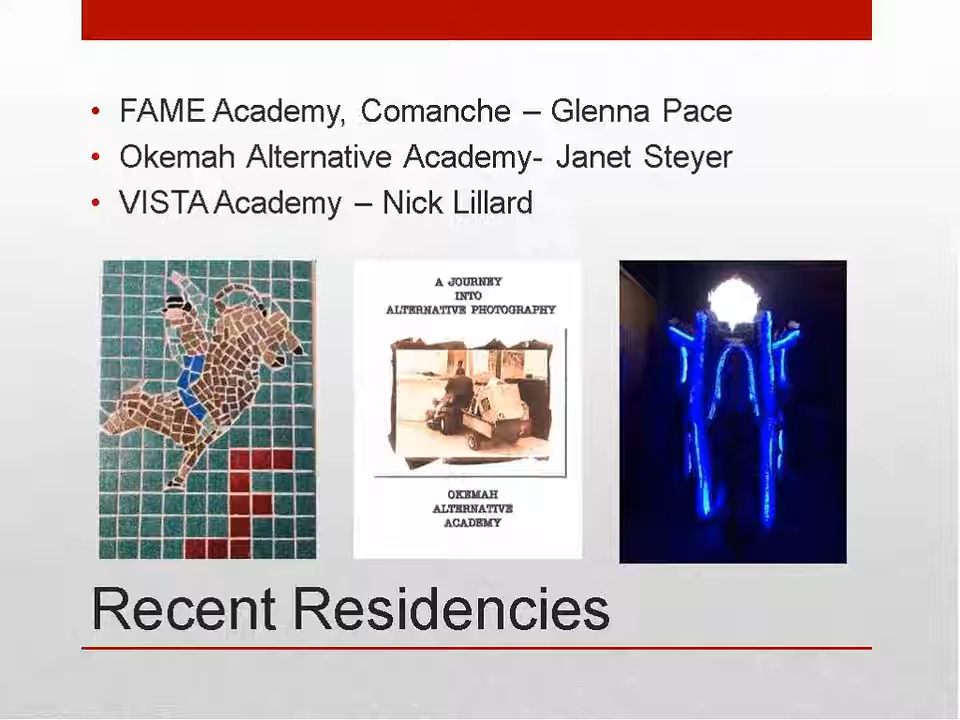 • FAME Academy, Comanche – Glenna Pace
• Okemah Alternative Academy- Janet Steyer
• VISTA Academy – Nick Lillard
A JOURNEY
INTO
ALTERNATIVE PHOTOGRAPHY
OKEMAH
ALTERNATIVE
ACADEMY
Recent Residencies